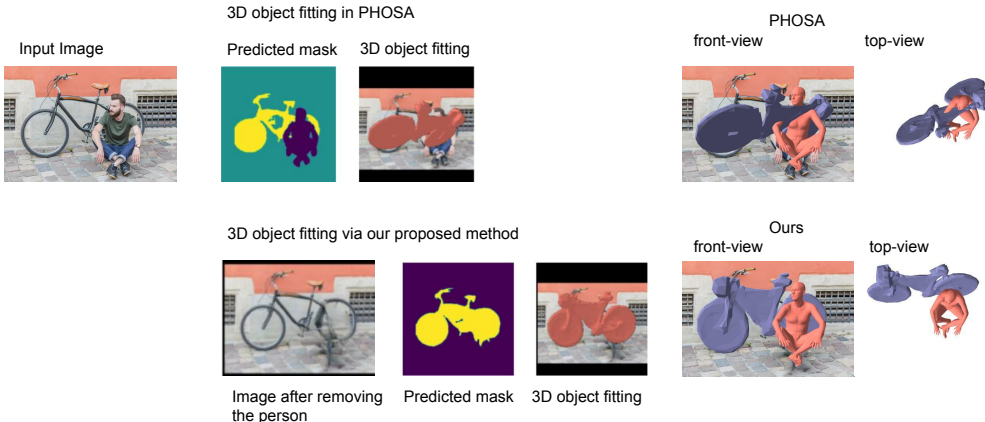 3D object fitting in PHOSA
Input Image
Predicted mask
3D object fitting
PHOSA
front-view
top-view
3D object fitting via our proposed method
Ours
front-view
top-view
Image after removing
the person
Predicted mask
3D object fitting